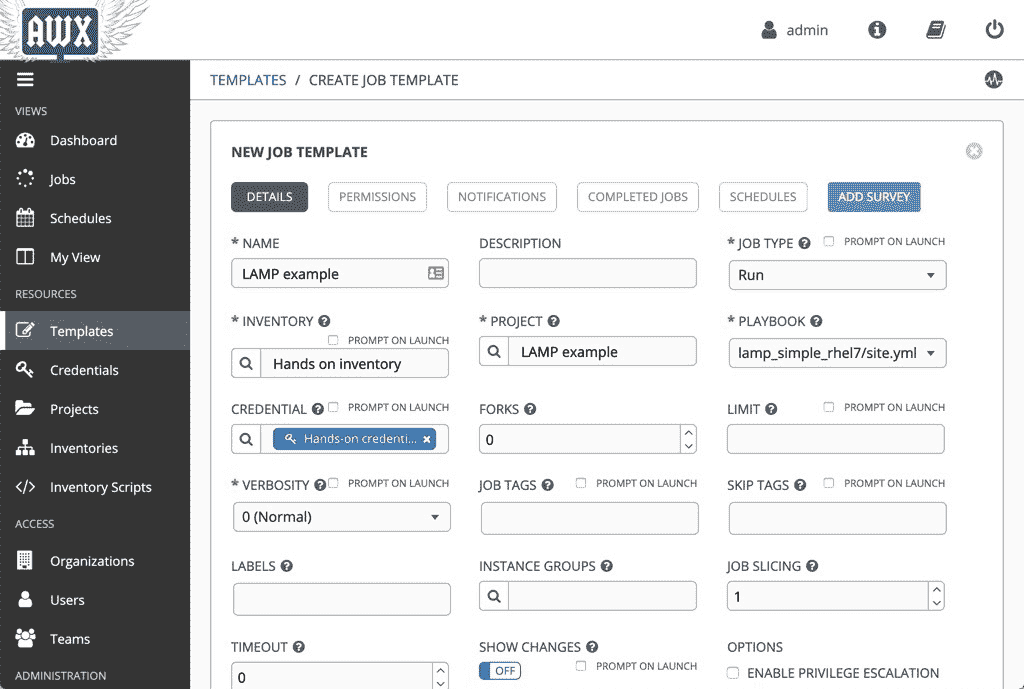 AWX
admin
TEMPLATES / CREATE JOB TEMPLATE
VIEWS
Dashboard
Jobs
Schedules
My View
RESOURCES
Templates
Credentials
Projects
Inventories
Inventory Scripts
ACCESS
Organizations
Users
Teams
ADMINISTRATION
NEW JOB TEMPLATE
DETAILS PERMISSIONS NOTIFICATIONS COMPLETED JOBS SCHEDULES ADD SURVEY
* NAME DESCRIPTION * JOB TYPE ? PROMPT ON LAUNCH
LAMP example Run
* INVENTORY ? * PROJECT ? * PLAYBOOK ?
PROMPT ON LAUNCH
Hands on inventory LAMP example lamp_simple_rhel7/site.yml
CREDENTIAL ? PROMPT ON LAUNCH FORKS ? LIMIT ? PROMPT ON LAUNCH
Hands-on credenti... × 0
* VERBOSITY ? PROMPT ON LAUNCH JOB TAGS ? PROMPT ON LAUNCH SKIP TAGS ? PROMPT ON LAUNCH
0 (Normal)
LABELS ? INSTANCE GROUPS ? JOB SLICING ?
1
TIMEOUT ? SHOW CHANGES ? OPTIONS
0 OFF PROMPT ON LAUNCH ENABLE PRIVILEGE ESCALATION